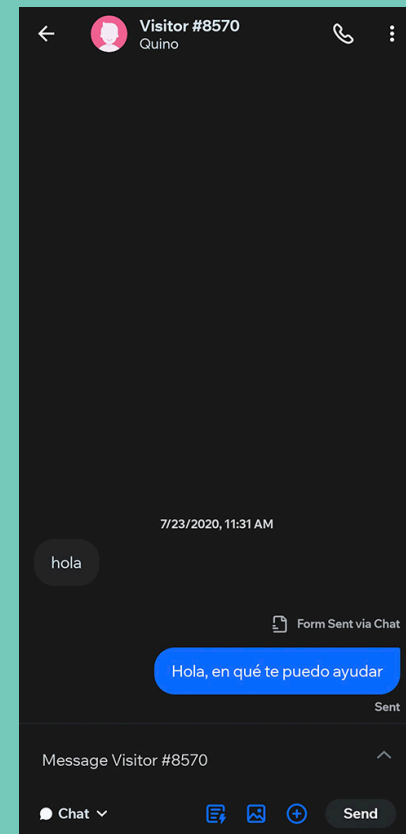 Visitor #8570
Quino
7/23/2020, 11:31 AM
hola
Form Sent via Chat
Hola, en qué te puedo ayudar
Sent
Message Visitor #8570
Chat
Send